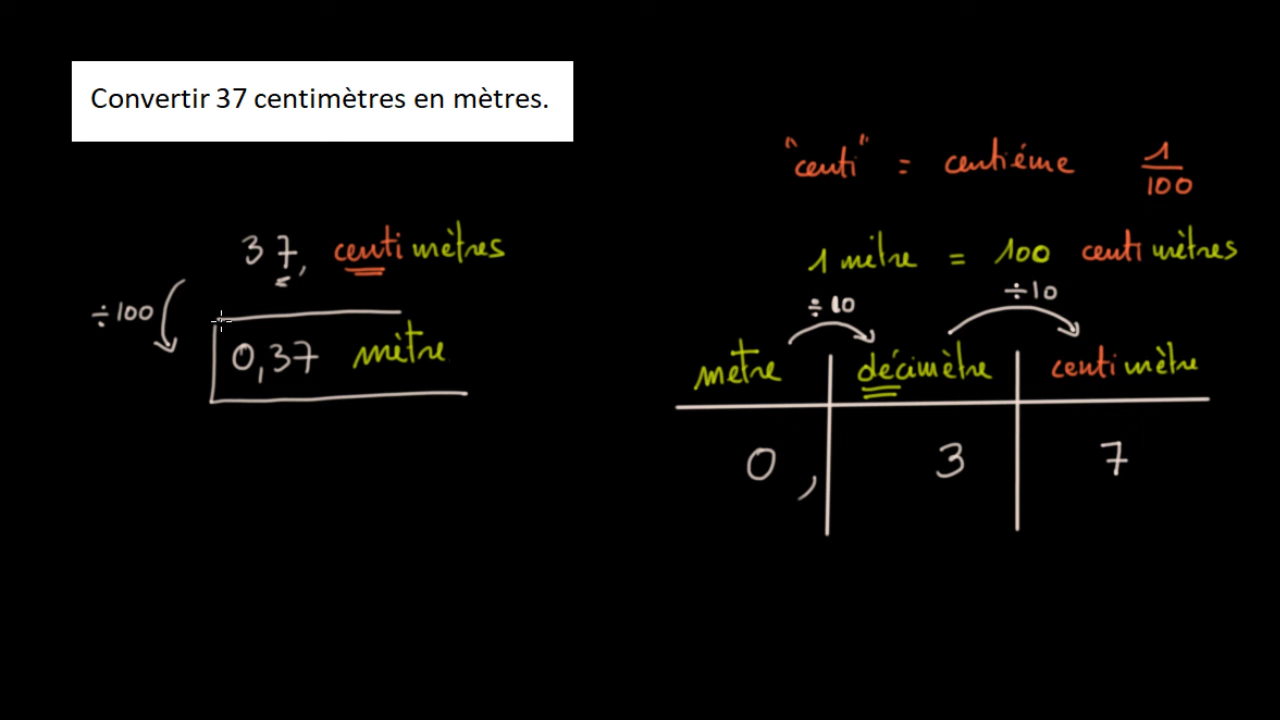 Convertir 37 centimètres en mètres.
"centi" = centiéme 1/100
37, centimètres
1 mètre = 100 centimètres
÷100
÷10 ÷10
0,37 mètre
mètre décimètre centimètre
0, 3 7